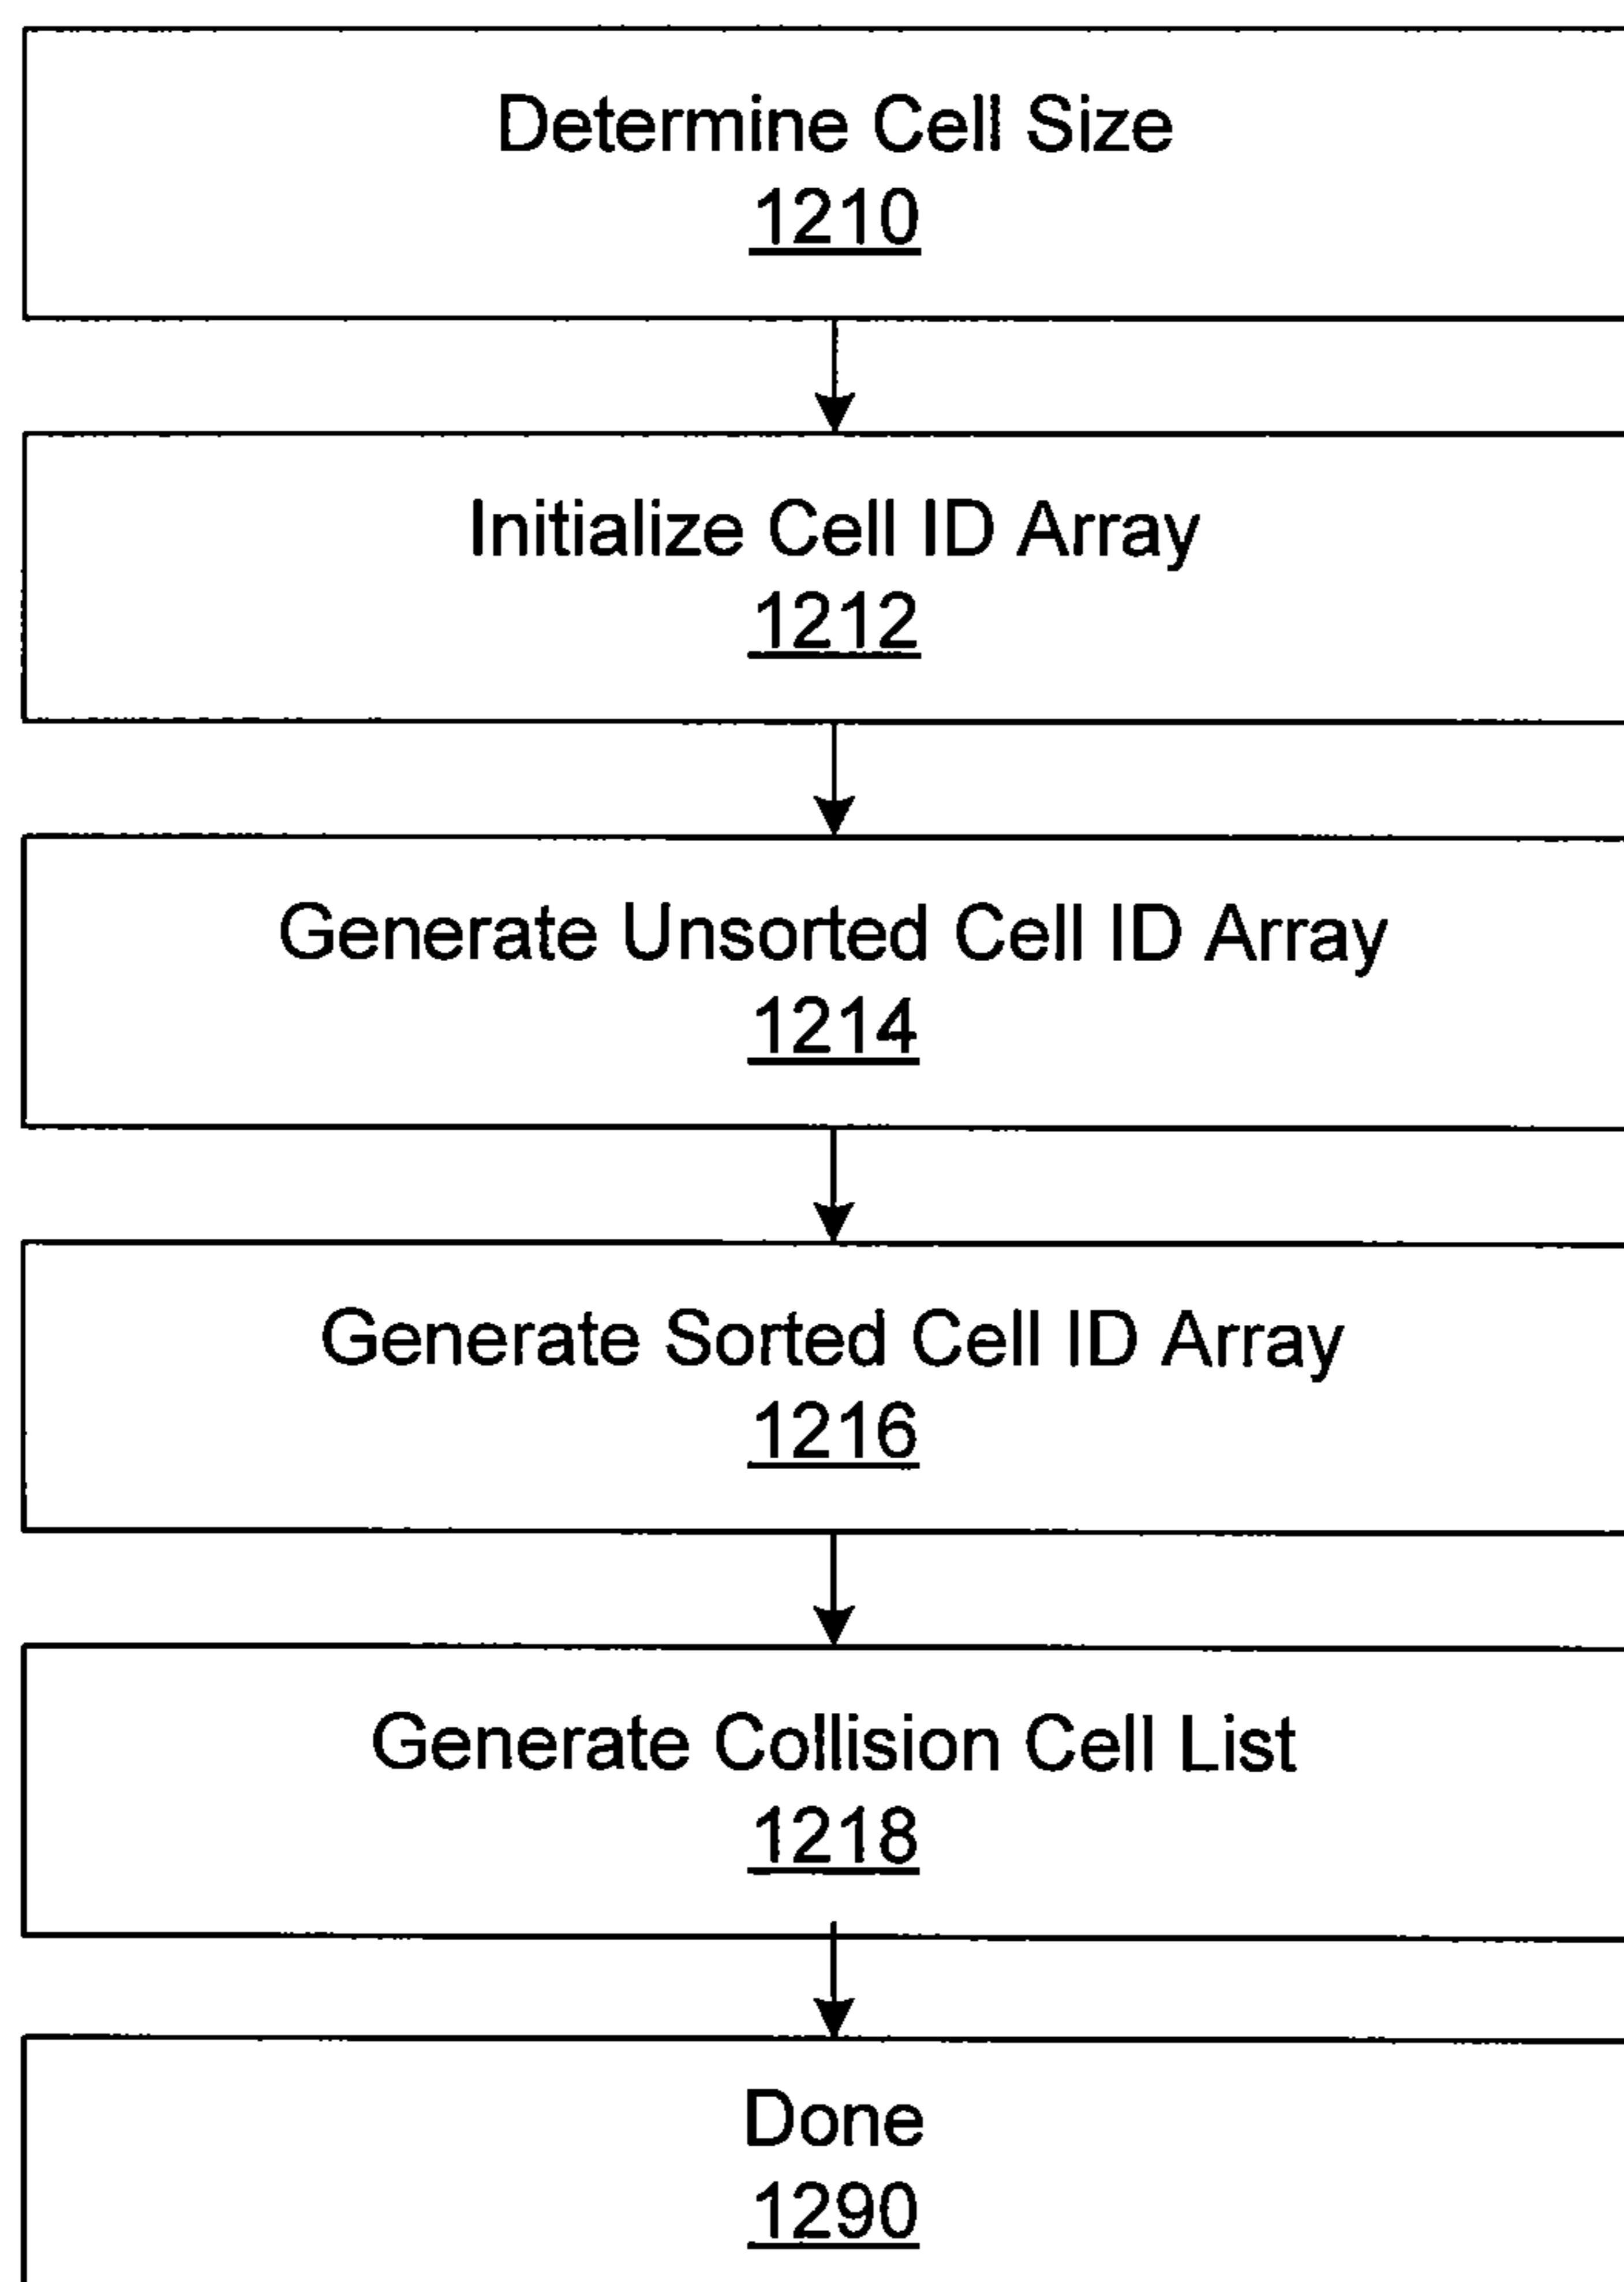 Determine Cell Size
1210
Initialize Cell ID Array
1212
Generate Unsorted Cell ID Array
1214
Generate Sorted Cell ID Array
1216
Generate Collision Cell List
1218
Done
1290